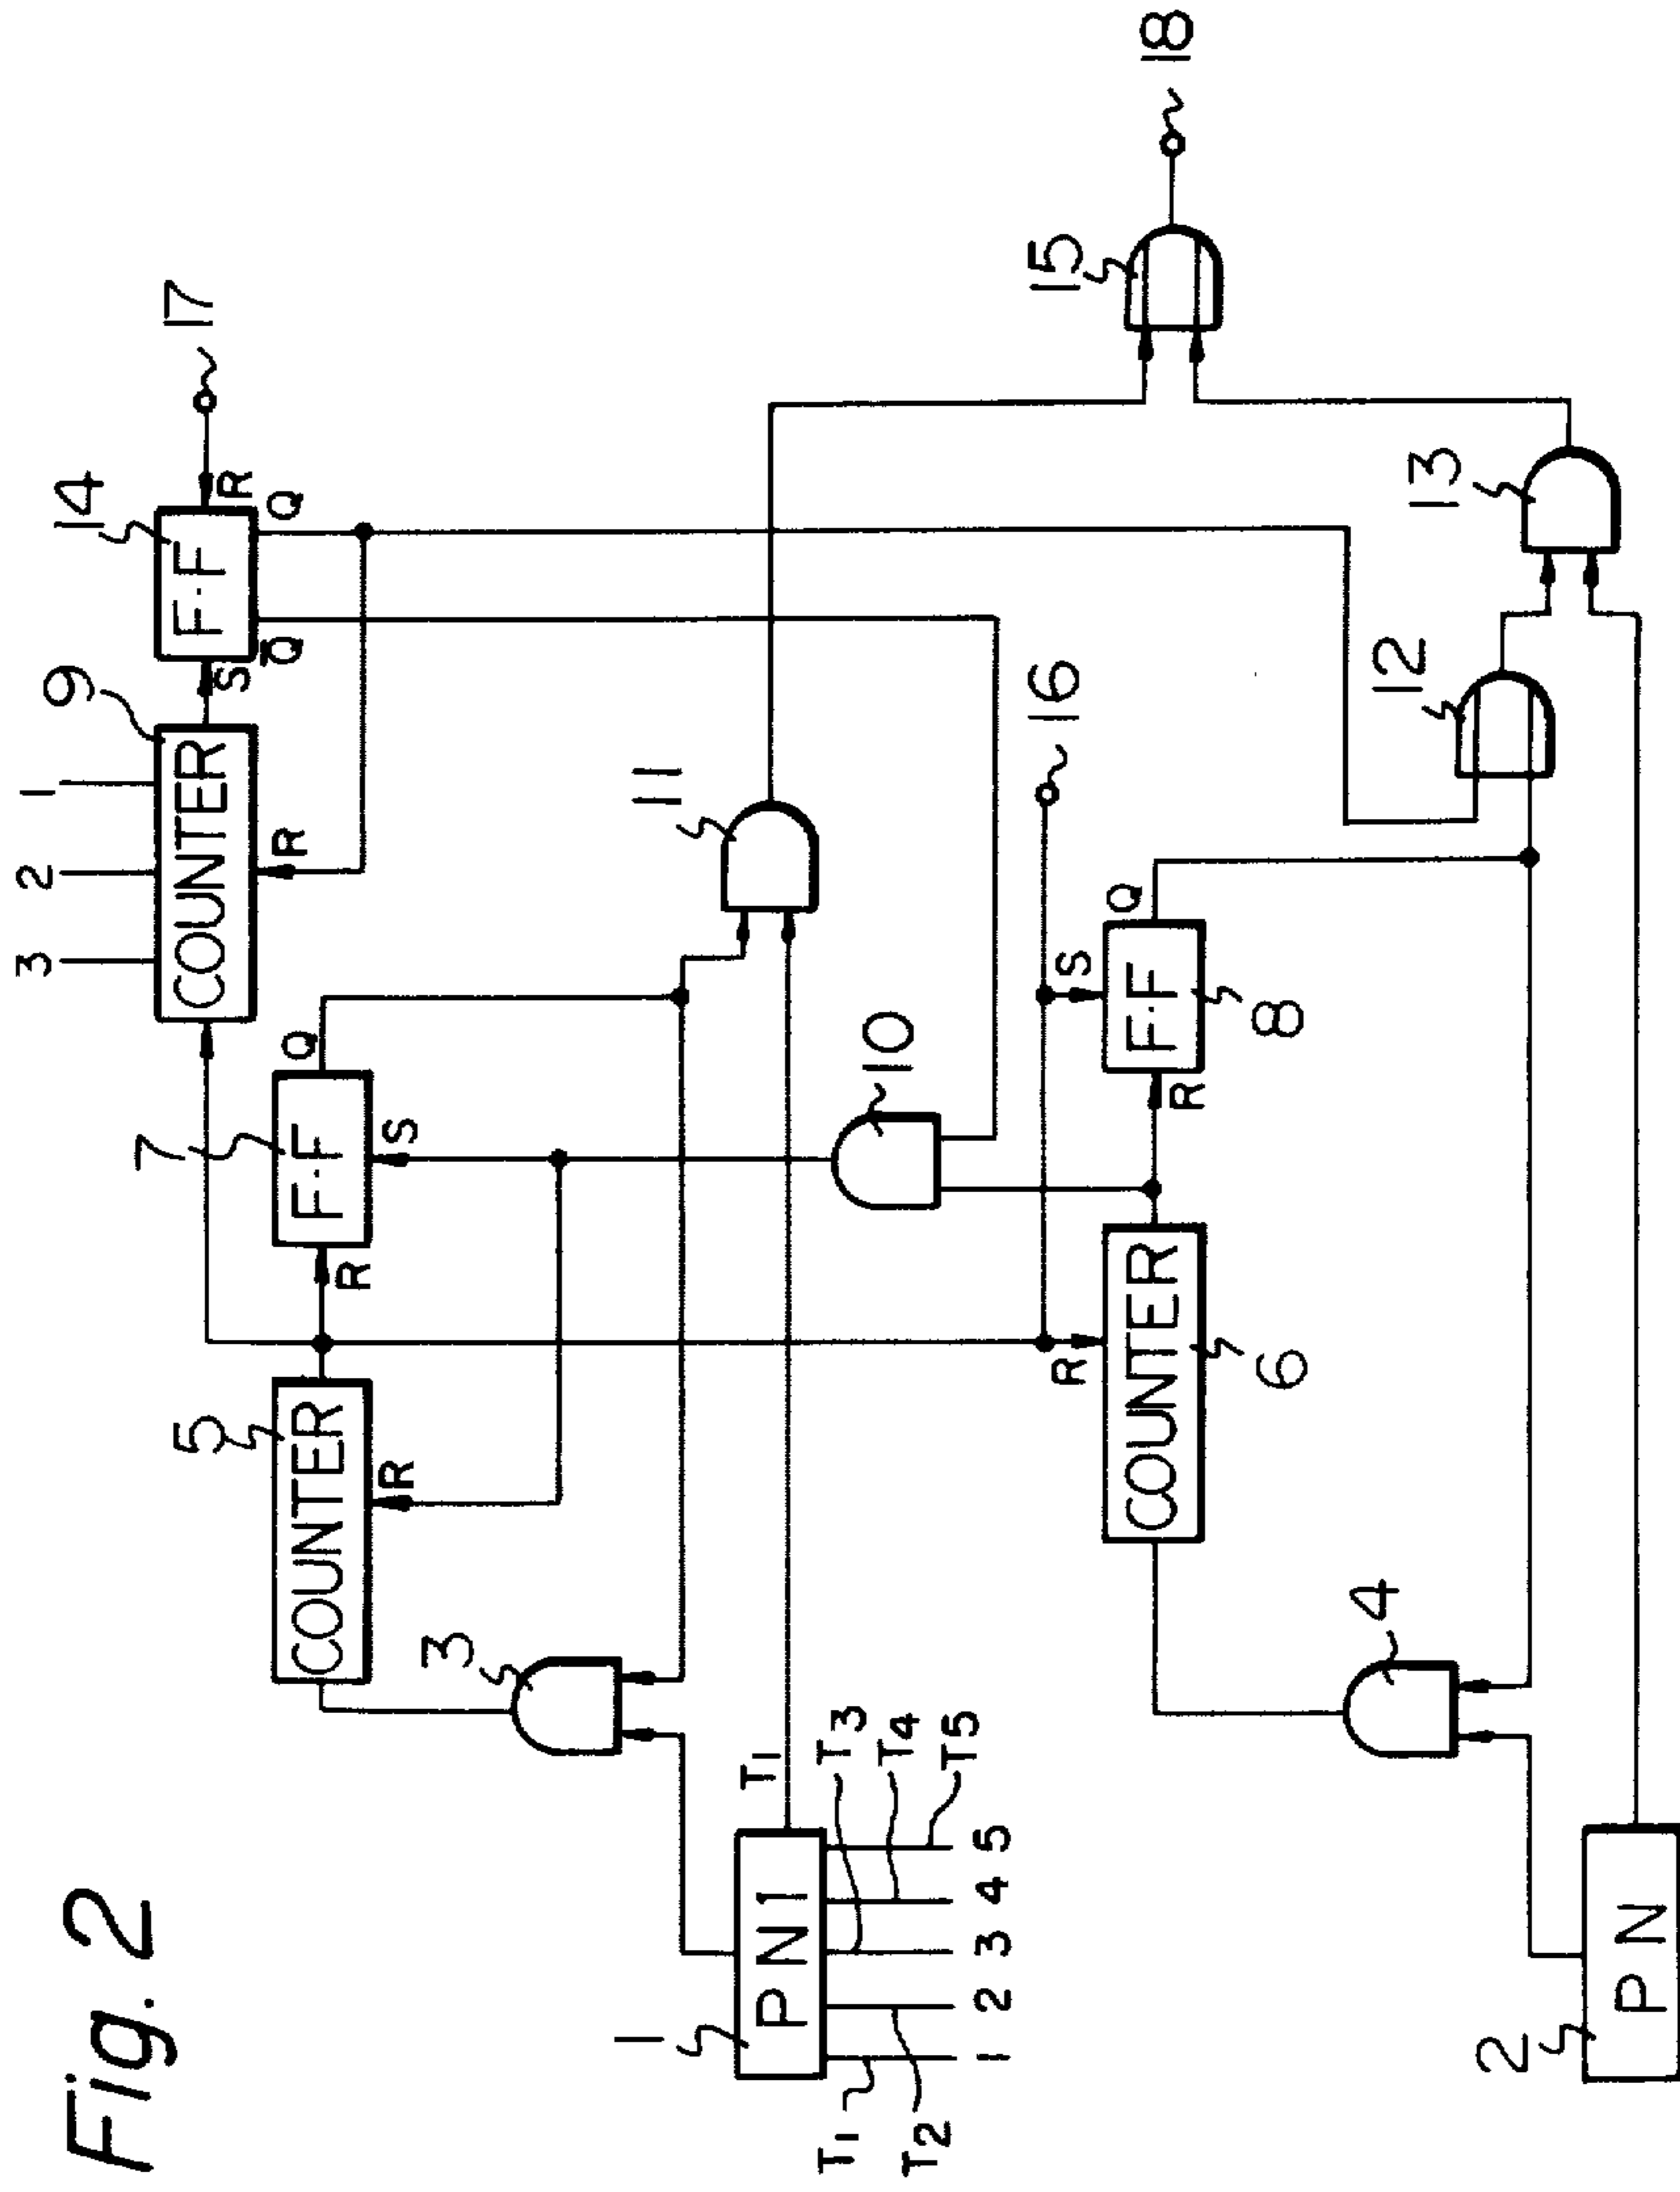 Fig. 2
17
14
F·F
R
Q
Q̅
S
9
1
2
3
COUNTER
R
7
F·F
Q
S
R
5
COUNTER
R
3
11
10
16
18
15
13
12
8
F·F
Q
S
R
6
COUNTER
R
4
1
PN1
T1
T1
T2
T3
T4
T5
1
2
3
4
5
2
PN